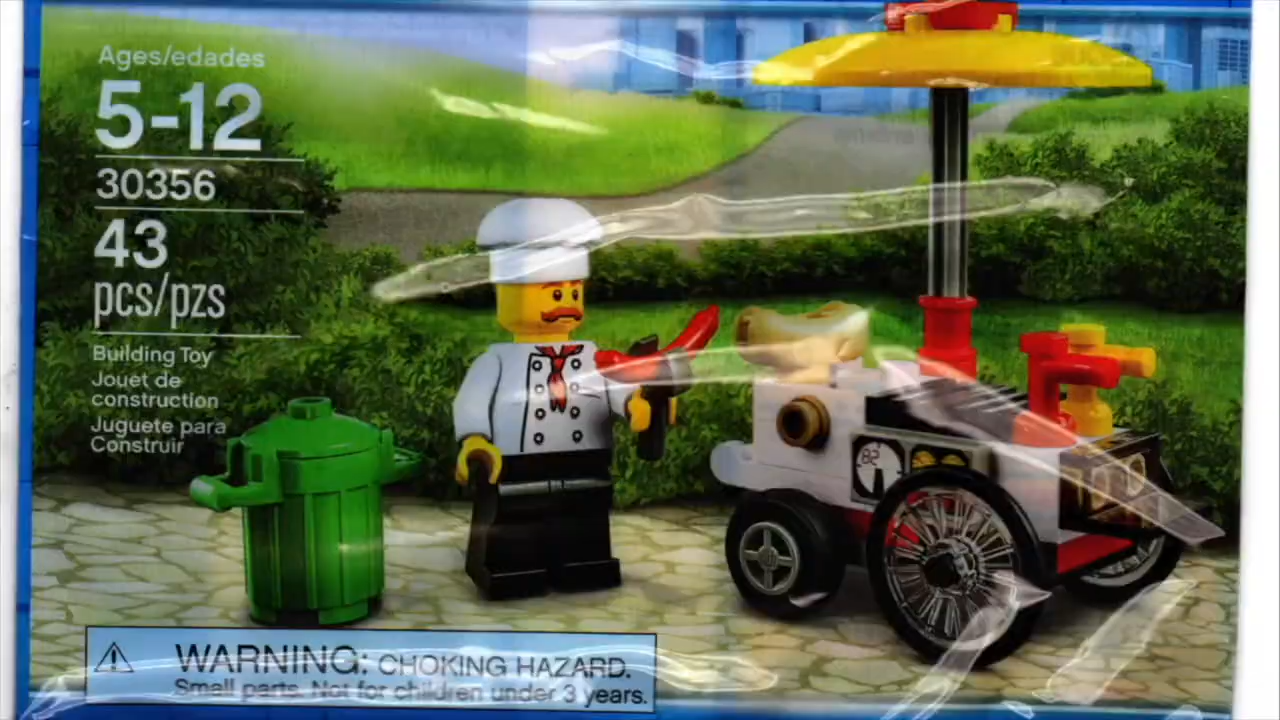 Ages/edades
5-12
30356
43
pcs/pzs
Building Toy
Jouet de
construction
Juguete para
Construir
82
WARNING: CHOKING HAZARD.
Small parts. Not for children under 3 years.